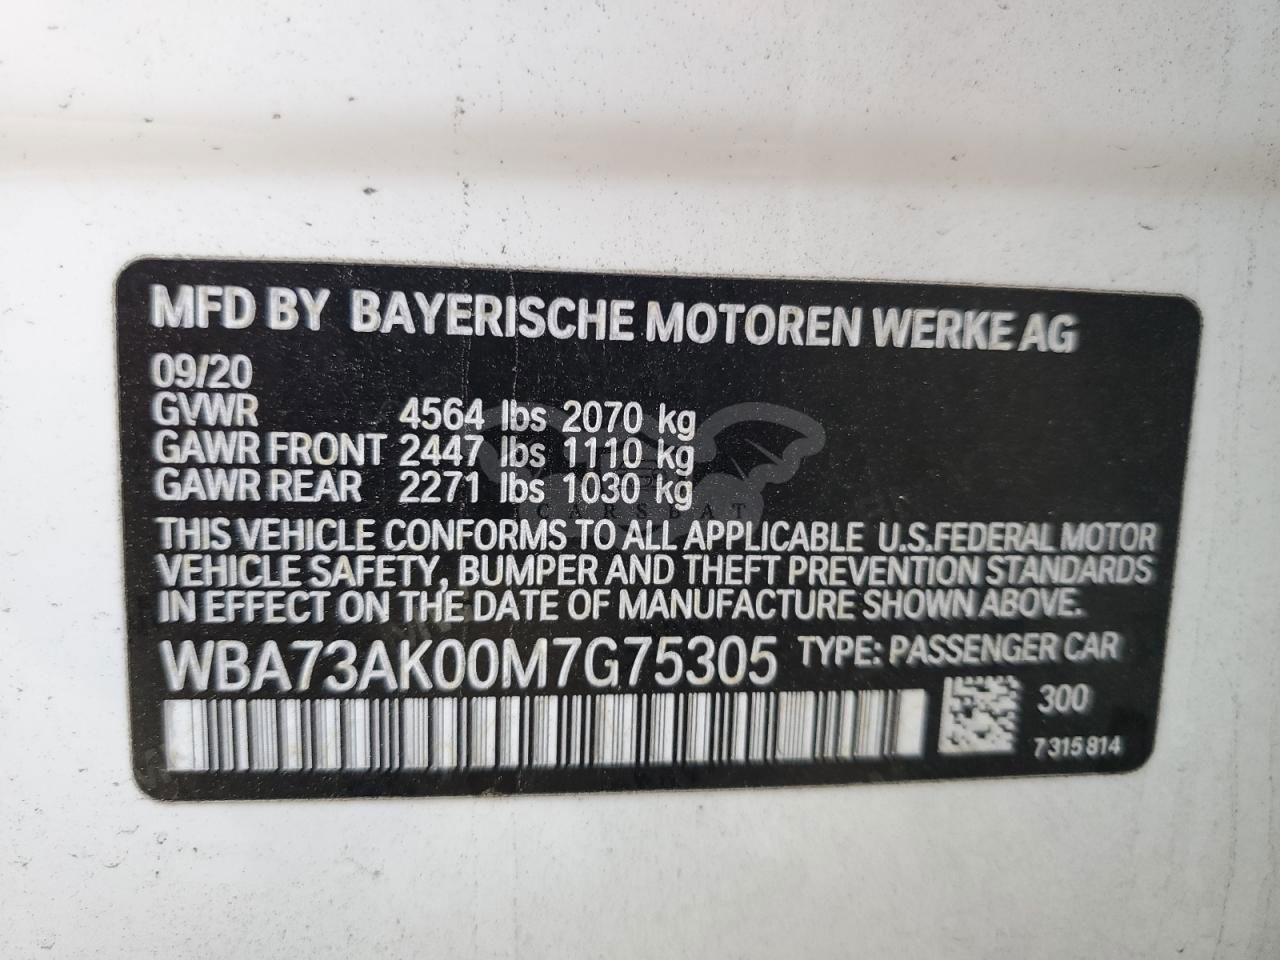 MFD BY BAYERISCHE MOTOREN WERKE AG
09/20
GVWR 4564 lbs 2070 kg
GAWR FRONT 2447 lbs 1110 kg
GAWR REAR 2271 lbs 1030 kg
CARSPAT
THIS VEHICLE CONFORMS TO ALL APPLICABLE U.S.FEDERAL MOTOR
VEHICLE SAFETY, BUMPER AND THEFT PREVENTION STANDARDS
IN EFFECT ON THE DATE OF MANUFACTURE SHOWN ABOVE.
WBA73AK00M7G75305 TYPE: PASSENGER CAR
300
7 315 814